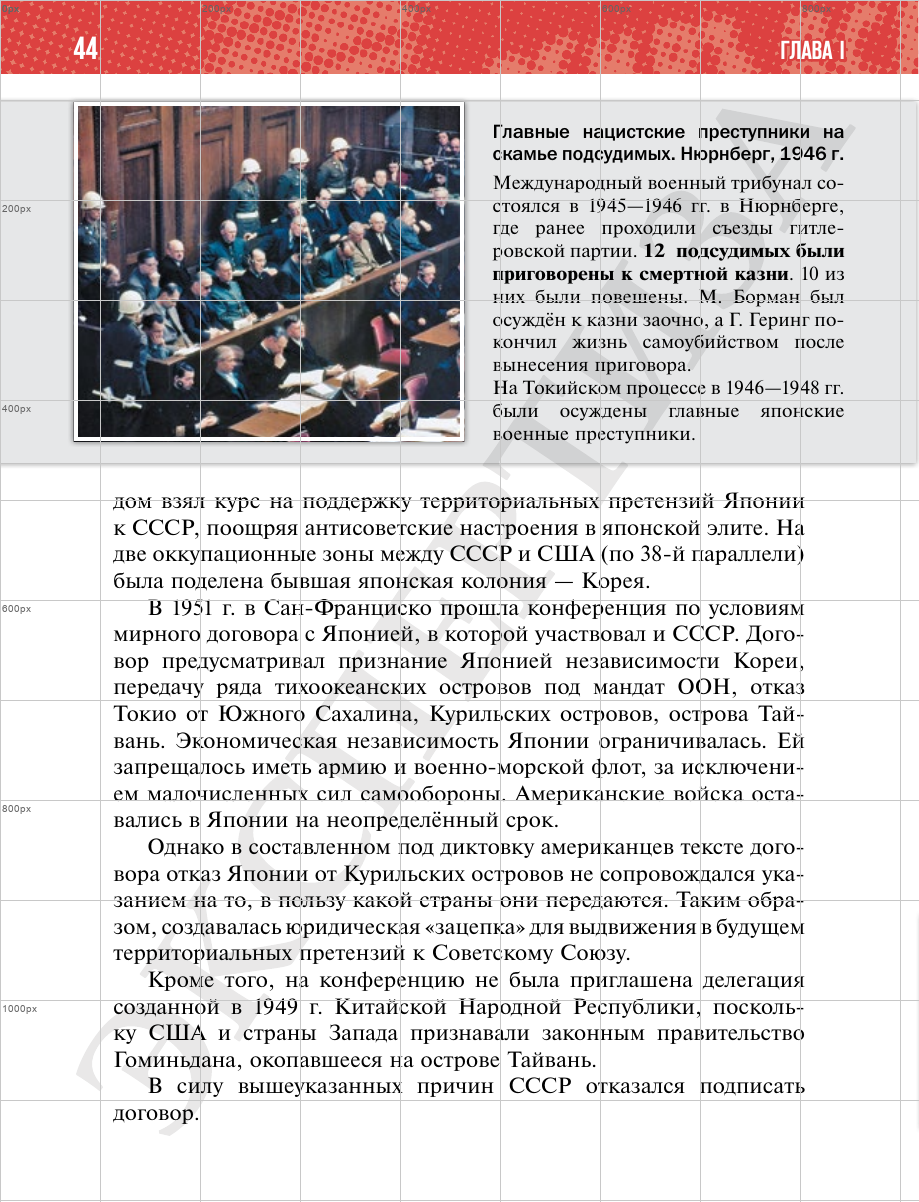 44
ГЛАВА I
Главные нацистские преступники на
скамье подсудимых. Нюрнберг, 1946 г.
Международный военный трибунал со-
стоялся в 1945—1946 гг. в Нюрнберге,
где ранее проходили съезды гитле-
ровской партии. 12 подсудимых были
приговорены к смертной казни. 10 из
них были повешены. М. Борман был
осуждён к казни заочно, а Г. Геринг по-
кончил жизнь самоубийством после
вынесения приговора.
На Токийском процессе в 1946—1948 гг.
были осуждены главные японские
военные преступники.
дом взял курс на поддержку территориальных претензий Японии
к СССР, поощряя антисоветские настроения в японской элите. На
две оккупационные зоны между СССР и США (по 38-й параллели)
была поделена бывшая японская колония — Корея.
В 1951 г. в Сан-Франциско прошла конференция по условиям
мирного договора с Японией, в которой участвовал и СССР. Дого-
вор предусматривал признание Японией независимости Кореи,
передачу ряда тихоокеанских островов под мандат ООН, отказ
Токио от Южного Сахалина, Курильских островов, острова Тай-
вань. Экономическая независимость Японии ограничивалась. Ей
запрещалось иметь армию и военно-морской флот, за исключени-
ем малочисленных сил самообороны. Американские войска оста-
вались в Японии на неопределённый срок.
Однако в составленном под диктовку американцев тексте дого-
вора отказ Японии от Курильских островов не сопровождался ука-
занием на то, в пользу какой страны они передаются. Таким обра-
зом, создавалась юридическая «зацепка» для выдвижения в будущем
территориальных претензий к Советскому Союзу.
Кроме того, на конференцию не была приглашена делегация
созданной в 1949 г. Китайской Народной Республики, посколь-
ку США и страны Запада признавали законным правительство
Гоминьдана, окопавшееся на острове Тайвань.
В силу вышеуказанных причин СССР отказался подписать
договор.
ЭКСПЕРТИЗА
200px
400px
600px
800px
1000px